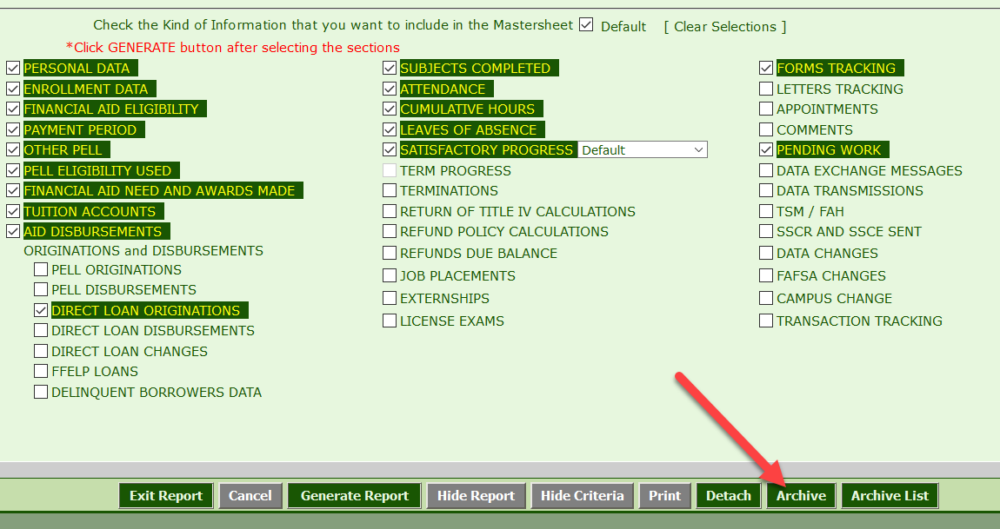 Check the Kind of Information that you want to include in the Mastersheet Default [ Clear Selections ]
*Click GENERATE button after selecting the sections
PERSONAL DATA
ENROLLMENT DATA
FINANCIAL AID ELIGIBILITY
PAYMENT PERIOD
OTHER PELL
PELL ELIGIBILITY USED
FINANCIAL AID NEED AND AWARDS MADE
TUITION ACCOUNTS
AID DISBURSEMENTS
ORIGINATIONS and DISBURSEMENTS
PELL ORIGINATIONS
PELL DISBURSEMENTS
DIRECT LOAN ORIGINATIONS
DIRECT LOAN DISBURSEMENTS
DIRECT LOAN CHANGES
FFELP LOANS
DELINQUENT BORROWERS DATA
SUBJECTS COMPLETED
ATTENDANCE
CUMULATIVE HOURS
LEAVES OF ABSENCE
SATISFACTORY PROGRESS Default
TERM PROGRESS
TERMINATIONS
RETURN OF TITLE IV CALCULATIONS
REFUND POLICY CALCULATIONS
REFUNDS DUE BALANCE
JOB PLACEMENTS
EXTERNSHIPS
LICENSE EXAMS
FORMS TRACKING
LETTERS TRACKING
APPOINTMENTS
COMMENTS
PENDING WORK
DATA EXCHANGE MESSAGES
DATA TRANSMISSIONS
TSM / FAH
SSCR AND SSCE SENT
DATA CHANGES
FAFSA CHANGES
CAMPUS CHANGE
TRANSACTION TRACKING
Exit Report Cancel Generate Report Hide Report Hide Criteria Print Detach Archive Archive List